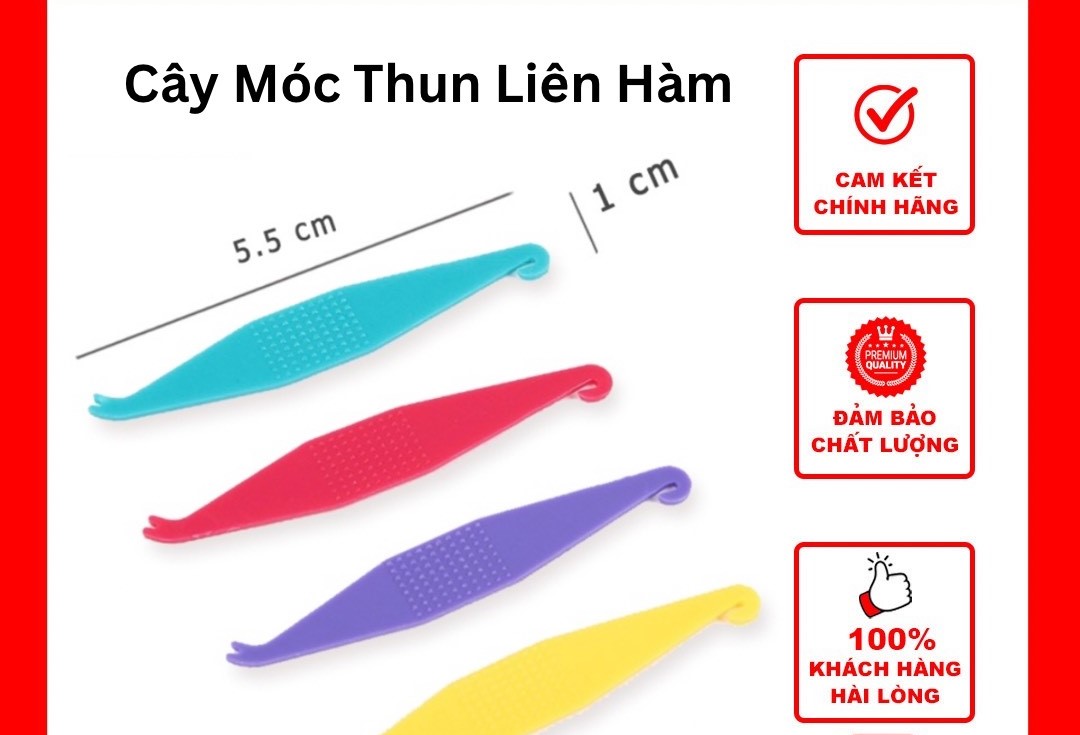 Cây Móc Thun Liên Hàm
5.5 cm
1 cm
CAM KẾT
CHÍNH HÃNG
PREMIUM
QUALITY
ĐẢM BẢO
CHẤT LƯỢNG
100%
KHÁCH HÀNG
HÀI LÒNG